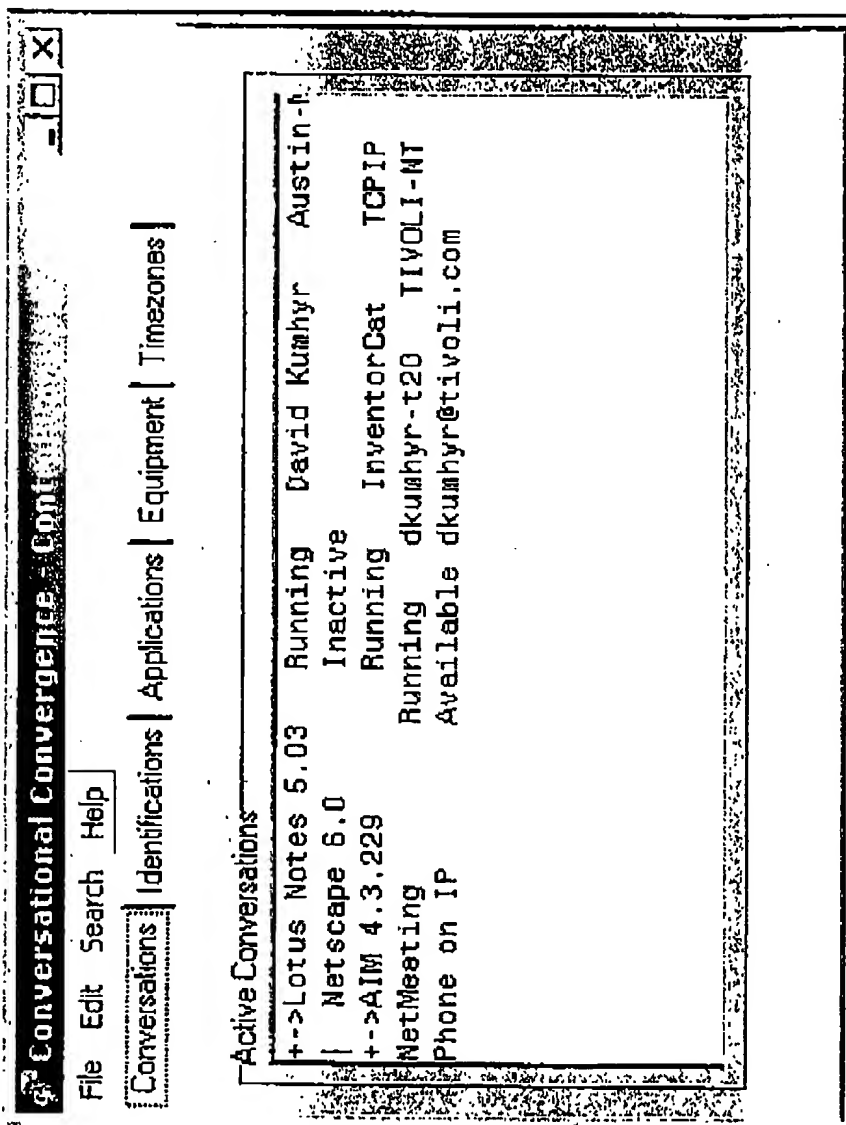 Conversational Convergence - Cont
File Edit Search Help
Conversations Identifications Applications Equipment Timezones
Active Conversations
+->Lotus Notes 5.03 Running David Kumhyr Austin-
| Netscape 6.0 Inactive
+->AIM 4.3.229 Running InventorCat TCPIP
NetMeeting Running dkumhyr-t20 TIVOLI-NT
Phone on IP Available dkumhyr@tivoli.com